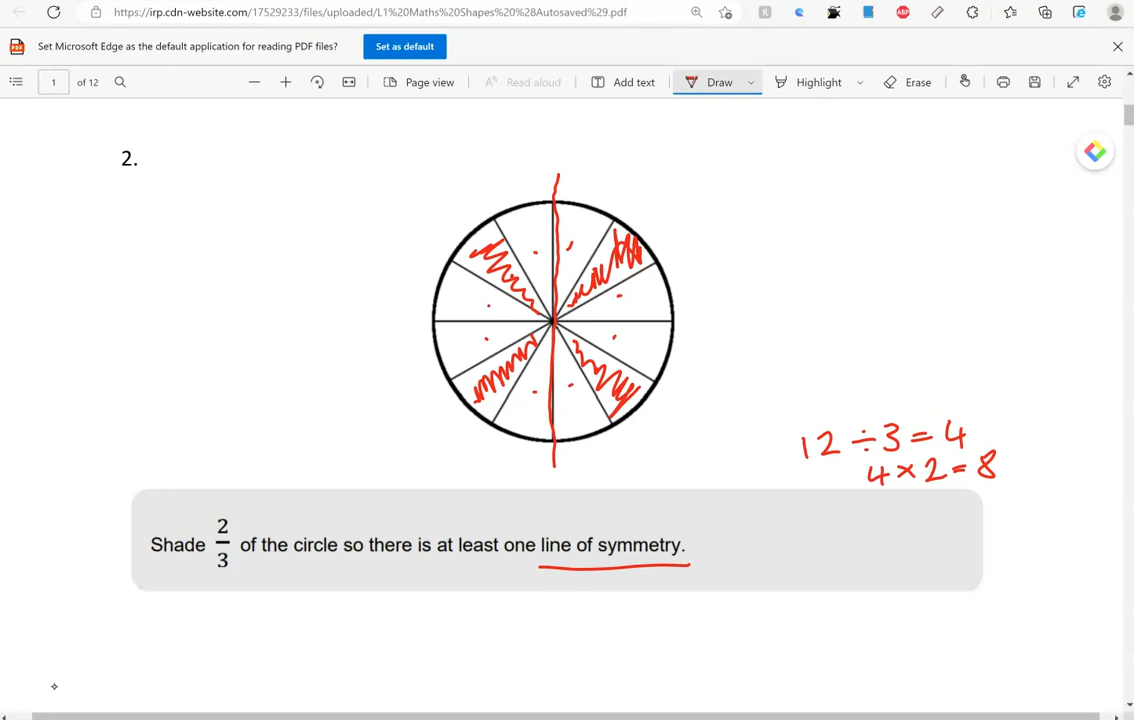 https://irp.cdn-website.com/17529233/files/uploaded/L1%20Maths%20Shapes%20%28Autosaved%29.pdf
Set Microsoft Edge as the default application for reading PDF files?
Set as default
1 of 12
Page view
Read aloud
Add text
Draw
Highlight
Erase
2.
12 ÷ 3 = 4
4 × 2 = 8
Shade 2/3 of the circle so there is at least one line of symmetry.